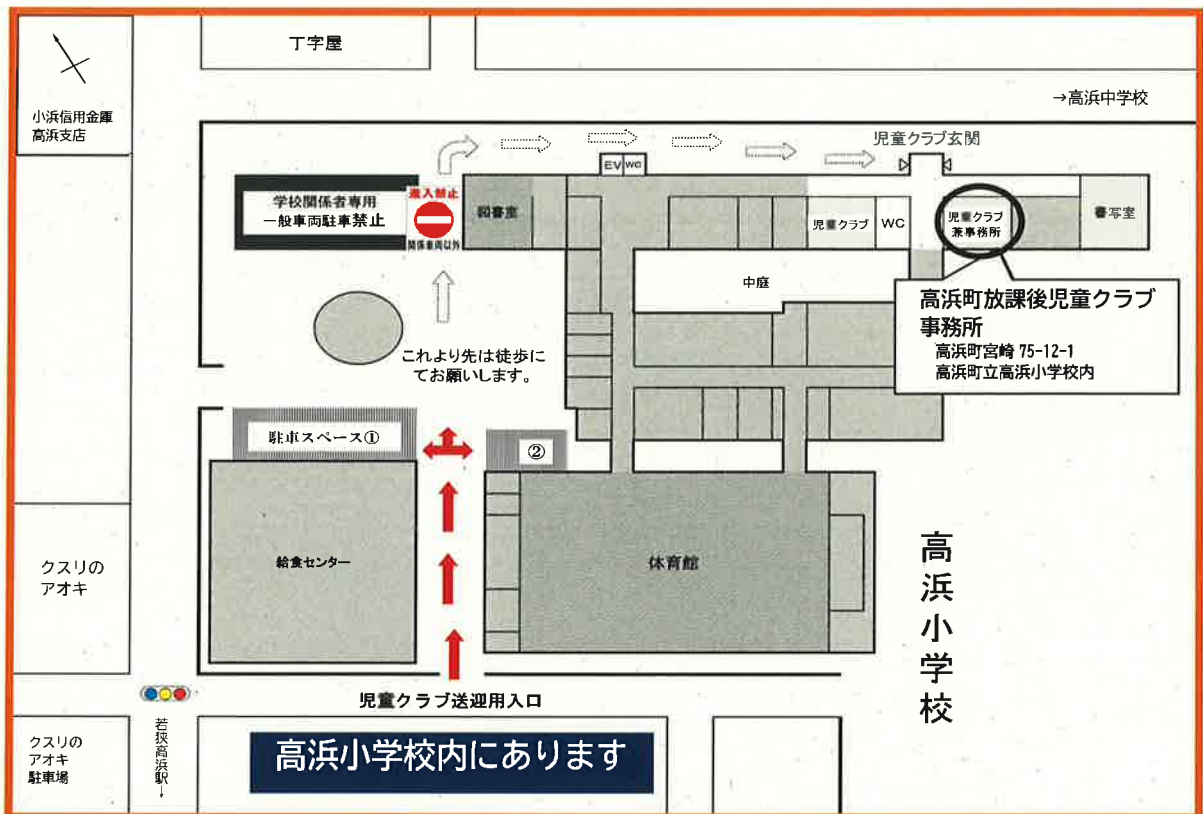 丁字屋
小浜信用金庫
高浜支店
→高浜中学校
児童クラブ玄関
EV WC
学校関係者専用
一般車両駐車禁止
進入禁止
関係車両以外
図書室
児童クラブ
WC
児童クラブ
兼事務所
書写室
中庭
高浜町放課後児童クラブ
事務所
高浜町宮崎 75-12-1
高浜町立高浜小学校内
これより先は徒歩に
てお願いします。
駐車スペース①
②
給食センター
体育館
クスリの
アオキ
高浜小学校
児童クラブ送迎用入口
若狭高浜駅→
クスリの
アオキ
駐車場
高浜小学校内にあります